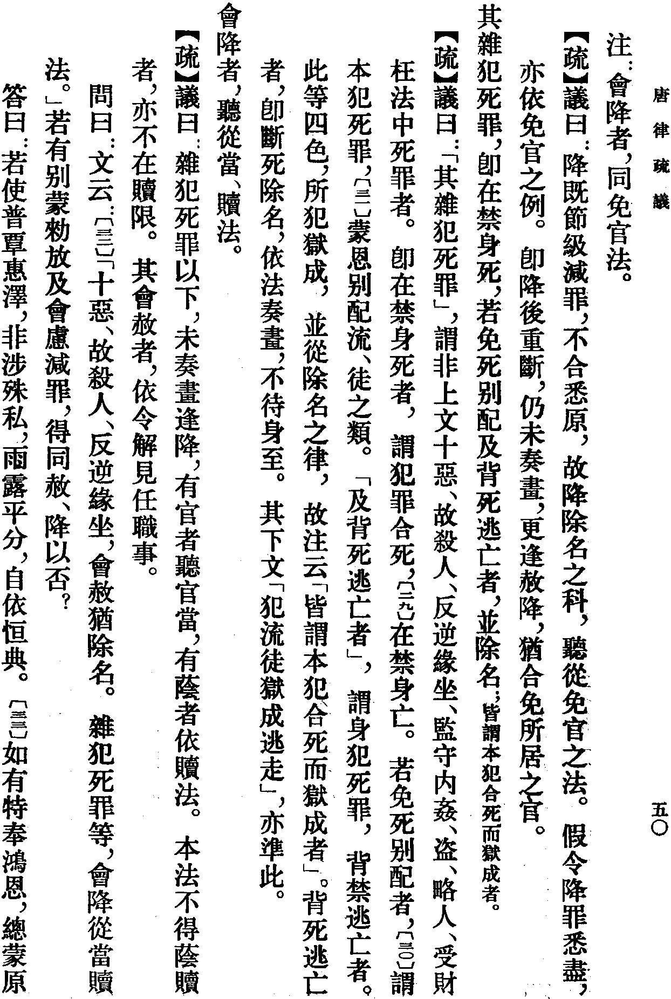 唐律疏議
五〇
注：會降者，同免官法。
【疏】議曰：降既節級減罪，不合悉原，故降除名之科，聽從免官之法。假令降罪悉盡，
亦依免官之例。卽降後重斷，仍未奏畫，更逢赦降，猶合免所居之官。
其雜犯死罪，卽在禁身死，若免死别配及背死逃亡者，並除名；皆謂本犯合死而獄成者。
【疏】議曰：「其雜犯死罪」，謂非上文十惡、故殺人、反逆緣坐、監守内姦、盜、略人、受財
枉法中死罪者。卽在禁身死者，謂犯罪合死，〔二九〕在禁身亡。若免死别配者，〔三〇〕謂
本犯死罪，〔三一〕蒙恩别配流、徒之類。「及背死逃亡者」，謂身犯死罪，背禁逃亡者。
此等四色，所犯獄成，並從除名之律，故注云「皆謂本犯合死而獄成者」。背死逃亡
者，卽斷死除名，依法奏畫，不待身至。其下文「犯流徒獄成逃走」，亦準此。
會降者，聽從當、贖法。
【疏】議曰：雜犯死罪以下，未奏畫逢降，有官者聽官當，有蔭者依贖法。本法不得蔭贖
者，亦不在贖限。其會赦者，依令解見任職事。
問曰：文云：〔三二〕「十惡、故殺人、反逆緣坐，會赦猶除名。雜犯死罪等，會降從當贖
法。」若有别蒙勑放及會慮減罪，得同赦、降以否？
答曰：若使普覃惠澤，非涉殊私，雨露平分，自依恒典。〔三三〕如有特奉鴻恩，總蒙原